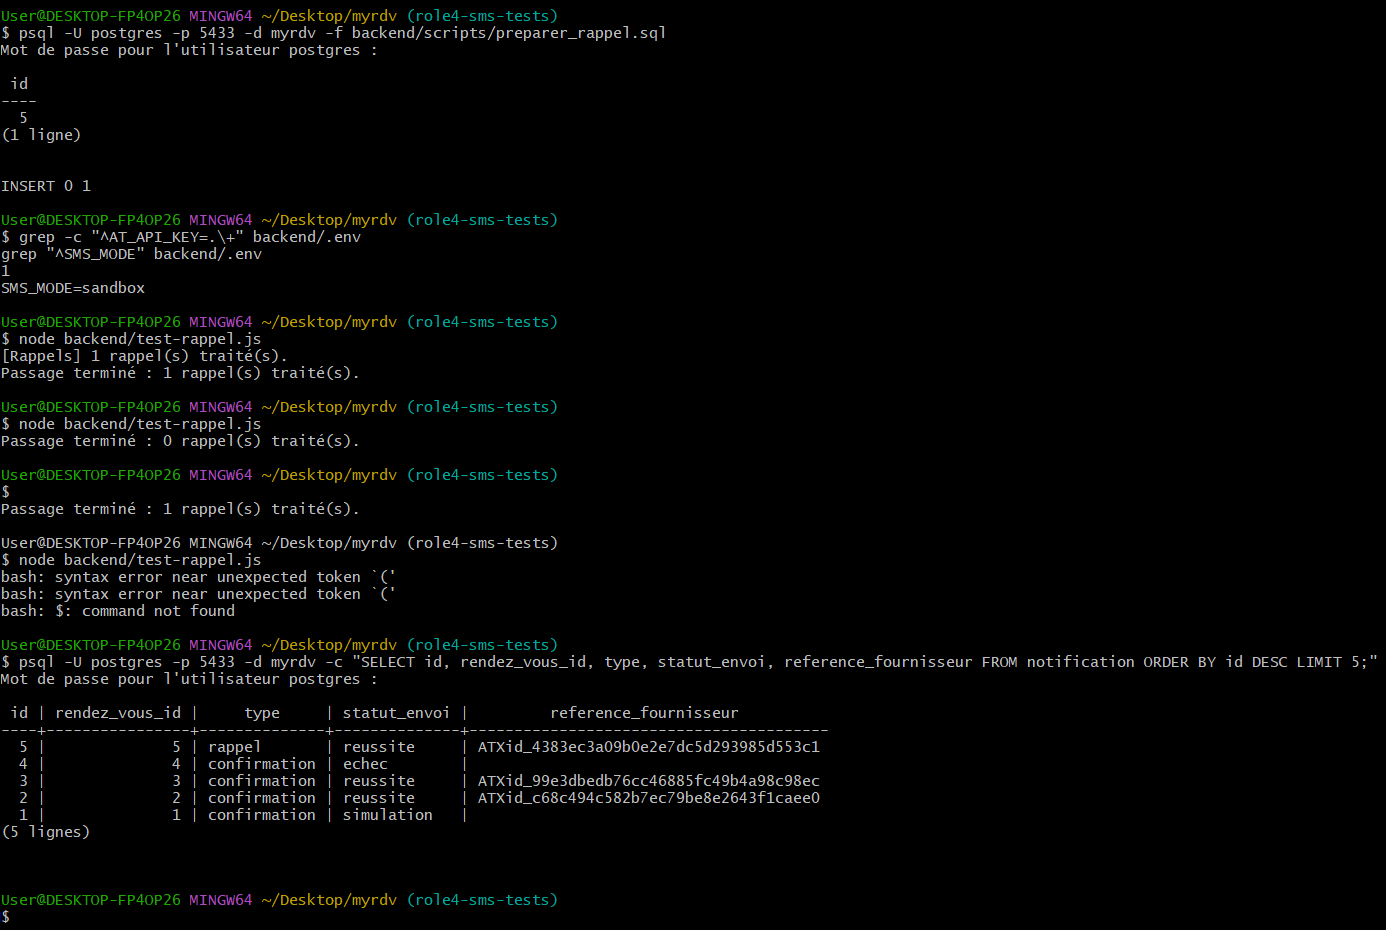 User@DESKTOP-FP4OP26 MINGW64 ~/Desktop/myrdv (role4-sms-tests)
$ psql -U postgres -p 5433 -d myrdv -f backend/scripts/preparer_rappel.sql
Mot de passe pour l'utilisateur postgres :
 id
----
  5
(1 ligne)
INSERT 0 1
User@DESKTOP-FP4OP26 MINGW64 ~/Desktop/myrdv (role4-sms-tests)
$ grep -c "^AT_API_KEY=.\+" backend/.env
grep "^SMS_MODE" backend/.env
1
SMS_MODE=sandbox
User@DESKTOP-FP4OP26 MINGW64 ~/Desktop/myrdv (role4-sms-tests)
$ node backend/test-rappel.js
[Rappels] 1 rappel(s) traité(s).
Passage terminé : 1 rappel(s) traité(s).
User@DESKTOP-FP4OP26 MINGW64 ~/Desktop/myrdv (role4-sms-tests)
$ node backend/test-rappel.js
Passage terminé : 0 rappel(s) traité(s).
User@DESKTOP-FP4OP26 MINGW64 ~/Desktop/myrdv (role4-sms-tests)
$
Passage terminé : 1 rappel(s) traité(s).
User@DESKTOP-FP4OP26 MINGW64 ~/Desktop/myrdv (role4-sms-tests)
$ node backend/test-rappel.js
bash: syntax error near unexpected token `('
bash: syntax error near unexpected token `('
bash: $: command not found
User@DESKTOP-FP4OP26 MINGW64 ~/Desktop/myrdv (role4-sms-tests)
$ psql -U postgres -p 5433 -d myrdv -c "SELECT id, rendez_vous_id, type, statut_envoi, reference_fournisseur FROM notification ORDER BY id DESC LIMIT 5;"
Mot de passe pour l'utilisateur postgres :
 id | rendez_vous_id |     type     | statut_envoi |         reference_fournisseur
----+----------------+--------------+--------------+----------------------------------------
  5 |              5 | rappel       | reussite     | ATXid_4383ec3a09b0e2e7dc5d293985d553c1
  4 |              4 | confirmation | echec        |
  3 |              3 | confirmation | reussite     | ATXid_99e3dbedb76cc46885fc49b4a98c98ec
  2 |              2 | confirmation | reussite     | ATXid_c68c494c582b7ec79be8e2643f1caee0
  1 |              1 | confirmation | simulation   |
(5 lignes)
User@DESKTOP-FP4OP26 MINGW64 ~/Desktop/myrdv (role4-sms-tests)
$